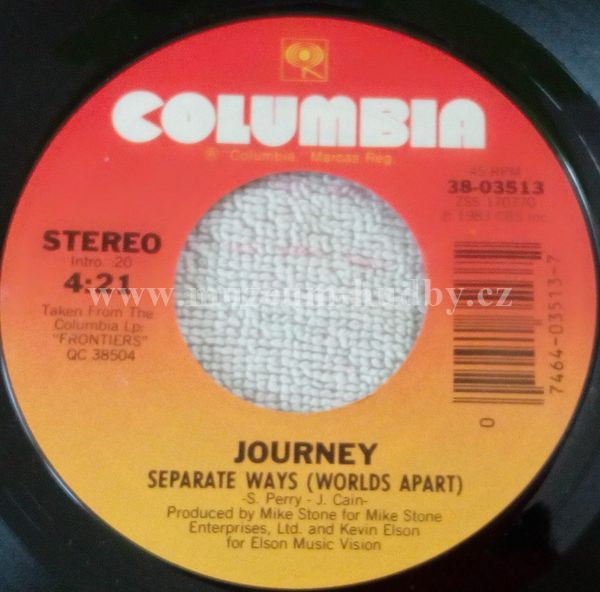 COLUMBIA
® Columbia, Marcas Reg.
45 RPM
38-03513
ZSS 170770
℗ 1983 CBS Inc.
STEREO
Intro. :20
4:21
Taken From The
Columbia Lp:
"FRONTIERS"
QC 38504
www.muzeum-hudby.cz
0 7464-03513-7
JOURNEY
SEPARATE WAYS (WORLDS APART)
-S. Perry - J. Cain-
Produced by Mike Stone for Mike Stone
Enterprises, Ltd. and Kevin Elson
for Elson Music Vision